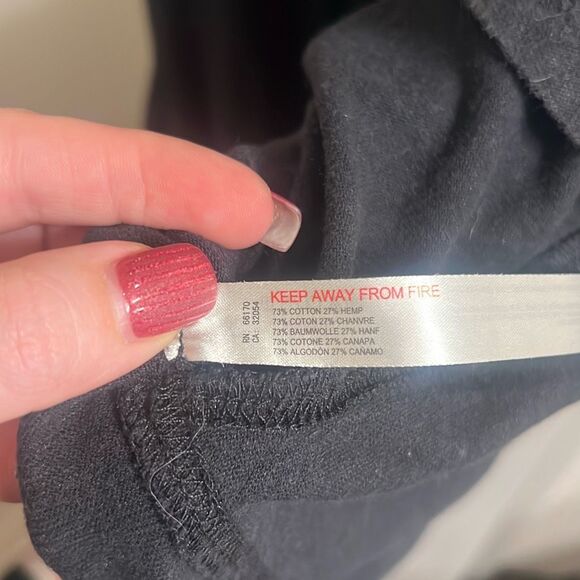 KEEP AWAY FROM FIRE
73% COTTON 27% HEMP
73% COTON 27% CHANVRE
73% BAUMWOLLE 27% HANF
73% COTONE 27% CANAPA
73% ALGODÓN 27% CAÑAMO
RN 66170
CA 32054